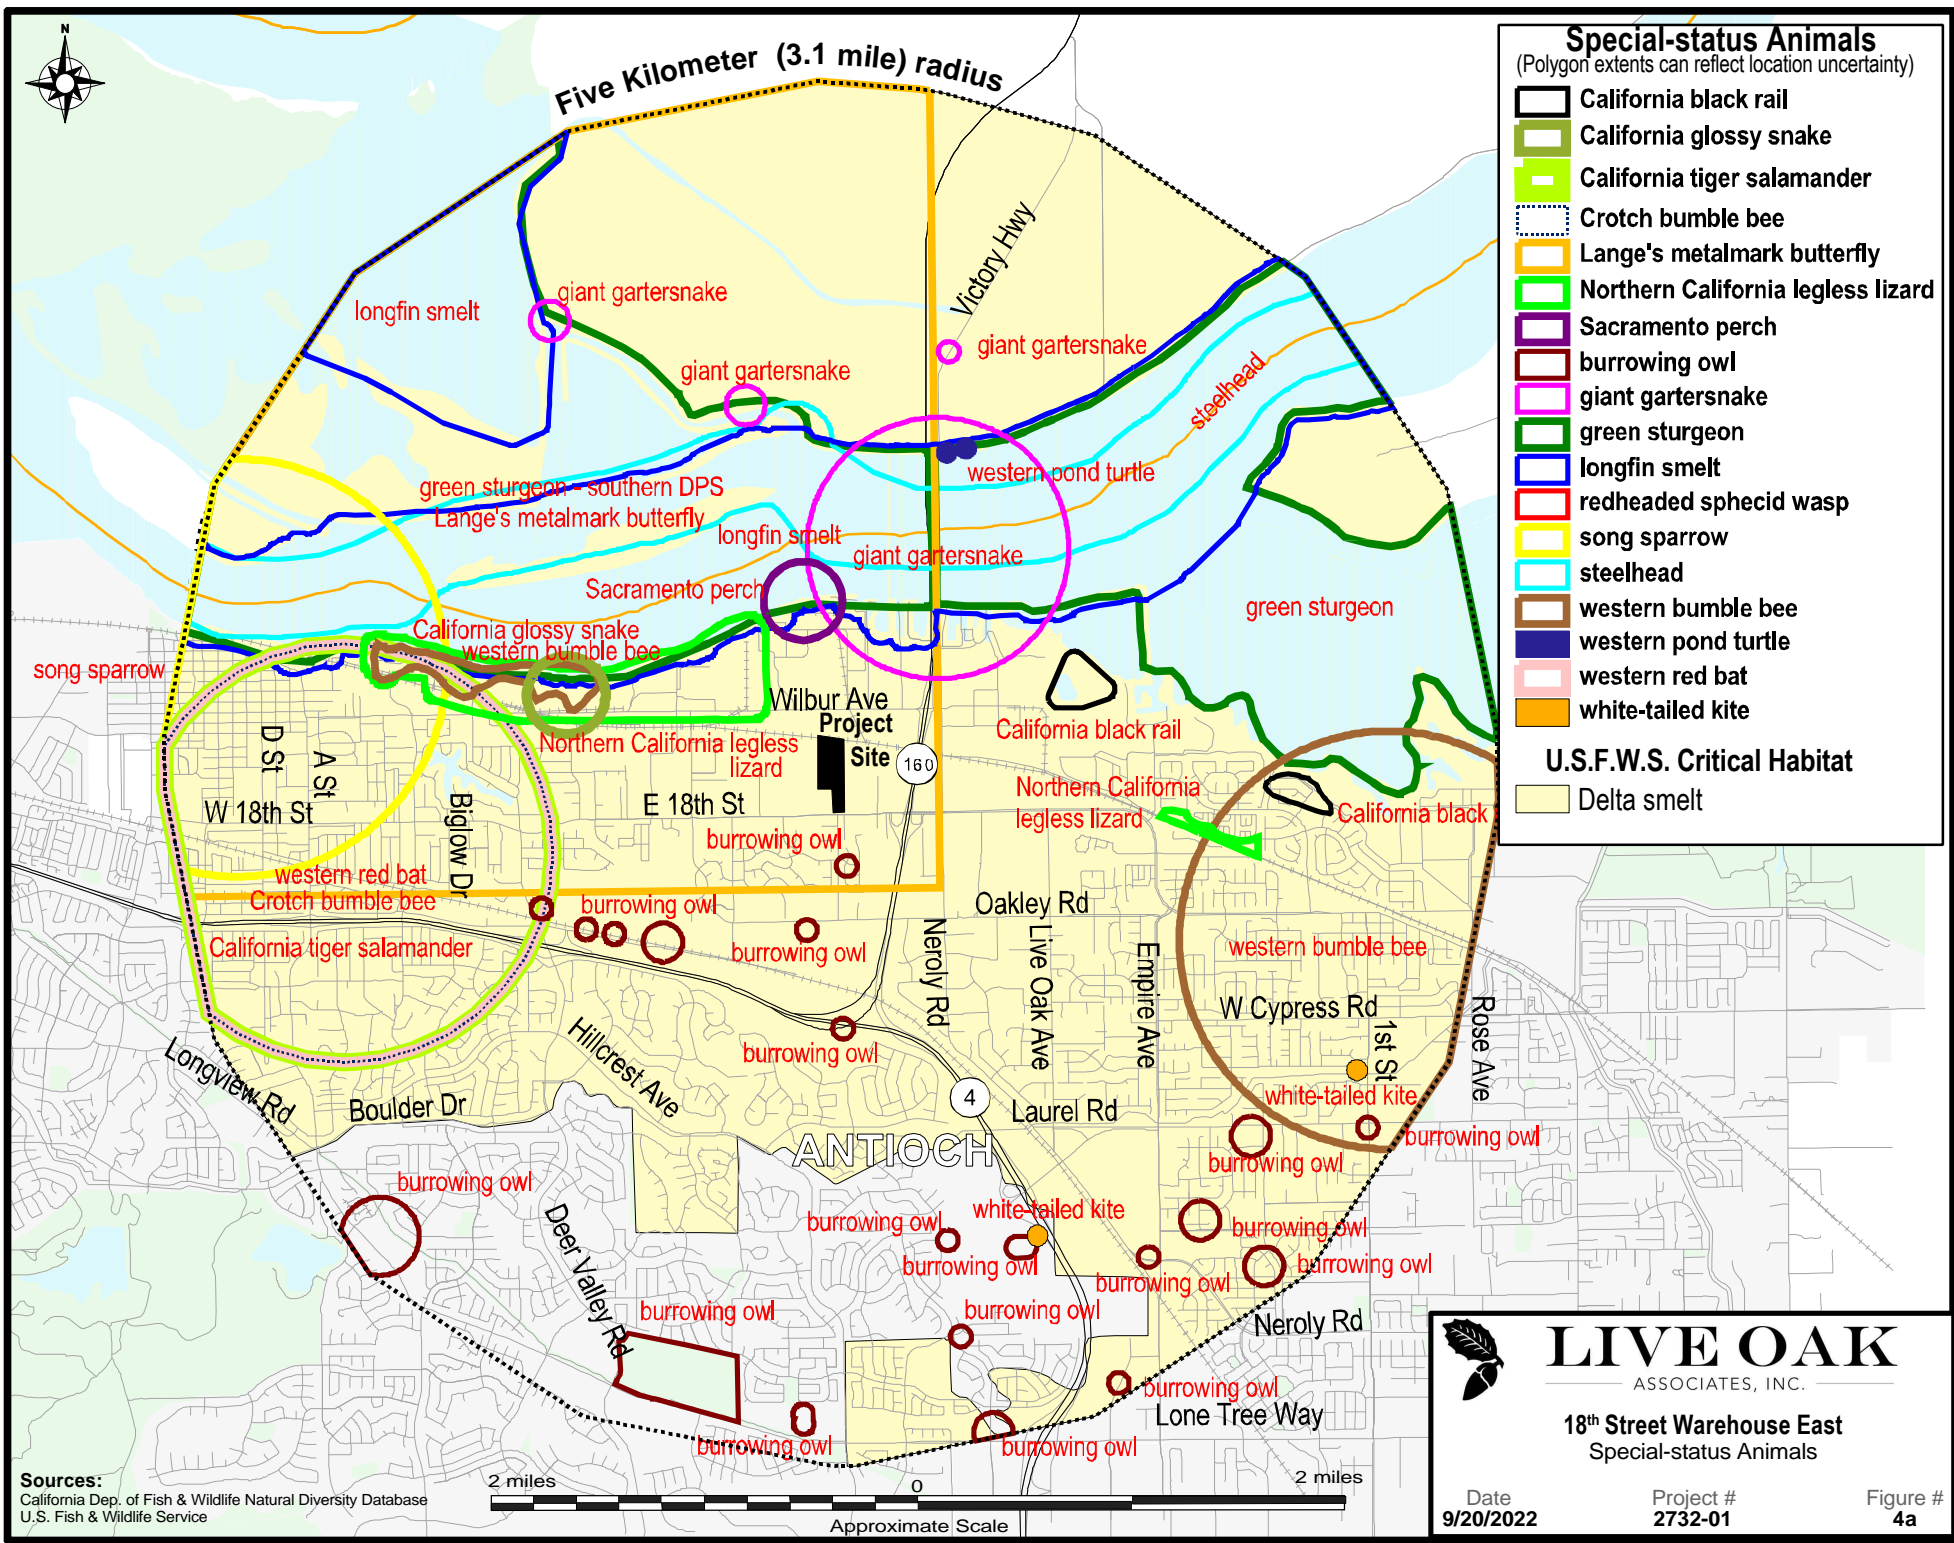 N
Five Kilometer (3.1 mile) radius
Special-status Animals
(Polygon extents can reflect location uncertainty)
California black rail
California glossy snake
California tiger salamander
Crotch bumble bee
Lange's metalmark butterfly
Northern California legless lizard
Sacramento perch
burrowing owl
giant gartersnake
green sturgeon
longfin smelt
redheaded sphecid wasp
song sparrow
steelhead
western bumble bee
western pond turtle
western red bat
white-tailed kite
U.S.F.W.S. Critical Habitat
Delta smelt
Victory Hwy
longfin smelt
giant gartersnake
giant gartersnake
giant gartersnake
steelhead
western pond turtle
green sturgeon - southern DPS
Lange's metalmark butterfly
longfin smelt
giant gartersnake
Sacramento perch
green sturgeon
California glossy snake
western bumble bee
song sparrow
Wilbur Ave
Project
Site
160
California black rail
Northern California legless
lizard
D St
A St
W 18th St
Biglow Dr
E 18th St
Northern California
legless lizard
California black
burrowing owl
western red bat
Crotch bumble bee
burrowing owl
Oakley Rd
California tiger salamander
burrowing owl
Neroly Rd
Live Oak Ave
Empire Ave
western bumble bee
W Cypress Rd
1st St
Rose Ave
burrowing owl
Hillcrest Ave
Longview Rd
Boulder Dr
4
Laurel Rd
white-tailed kite
burrowing owl
ANTIOCH
burrowing owl
burrowing owl
Deer Valley Rd
white-tailed kite
burrowing owl
burrowing owl
burrowing owl
burrowing owl
burrowing owl
burrowing owl
burrowing owl
Neroly Rd
burrowing owl
Lone Tree Way
burrowing owl
burrowing owl
Sources:
California Dep. of Fish & Wildlife Natural Diversity Database
U.S. Fish & Wildlife Service
2 miles
0
2 miles
Approximate Scale
LIVE OAK
ASSOCIATES, INC.
18th Street Warehouse East
Special-status Animals
Date
Project #
Figure #
9/20/2022
2732-01
4a